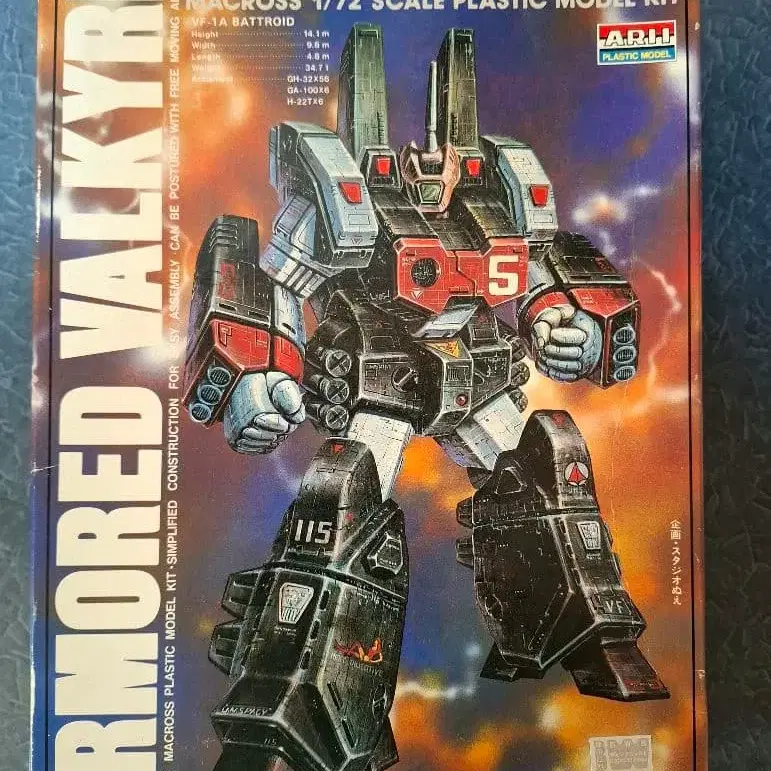 MACROSS 1/72 SCALE PLASTIC MODEL KIT
VF-1A BATTROID
Height 14.1 m
Width 9.6 m
Length 4.8 m
34.7 t
GH-32X56
GA-100X6
H-22TX6
ARII
PLASTIC MODEL
RMORED VALKYR
MACROSS PLASTIC MODEL KIT·SIMPLIFIED CONSTRUCTION FOR ASSEMBLY CAN BE POSTURED WITH FREE MOVING
5
115
VF
U.N.SPACY
企画・スタジオぬえ